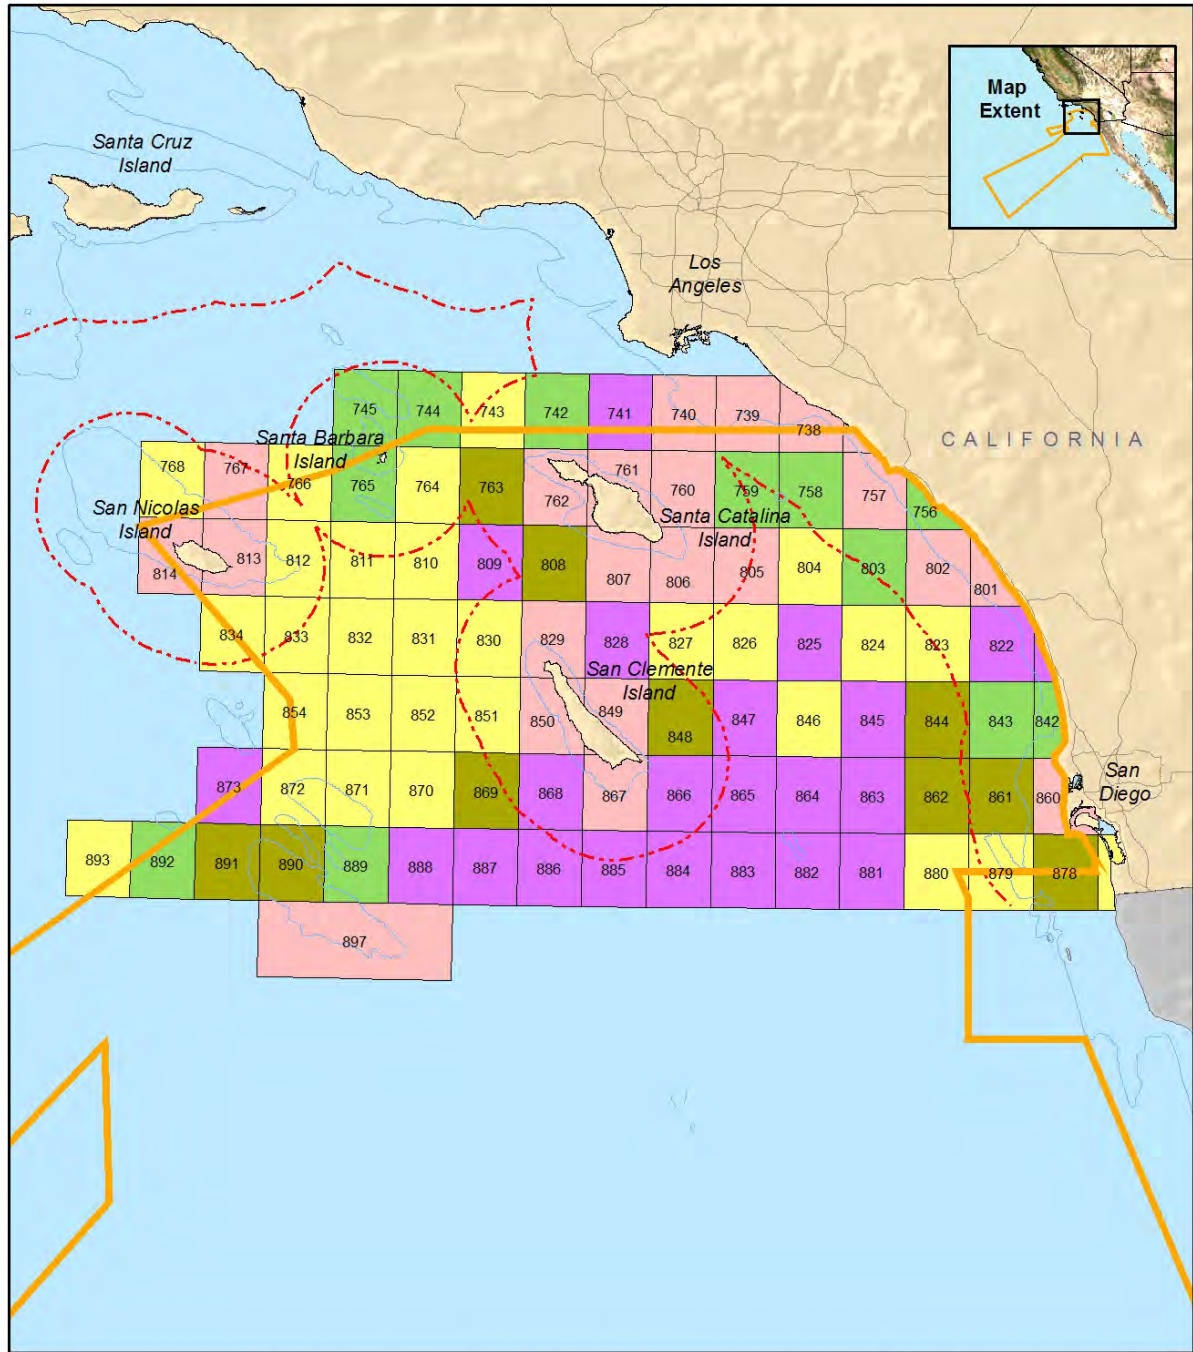 Map
Extent
Santa Cruz
Island
Los
Angeles
CALIFORNIA
745 744 743 742 741 740 739 738
Santa Barbara
Island
768 767 766 765 764 763 762 761 760 759 758 757 756
San Nicolas
Island
Santa Catalina
Island
814 813 812 811 810 809 808 807 806 805 804 803 802 801
834 833 832 831 830 829 828 827 826 825 824 823 822
San Clemente
Island
854 853 852 851 850 849 848 847 846 845 844 843 842
San
Diego
873 872 871 870 869 868 867 866 865 864 863 862 861 860
893 892 891 890 889 888 887 886 885 884 883 882 881 880 879 878
897